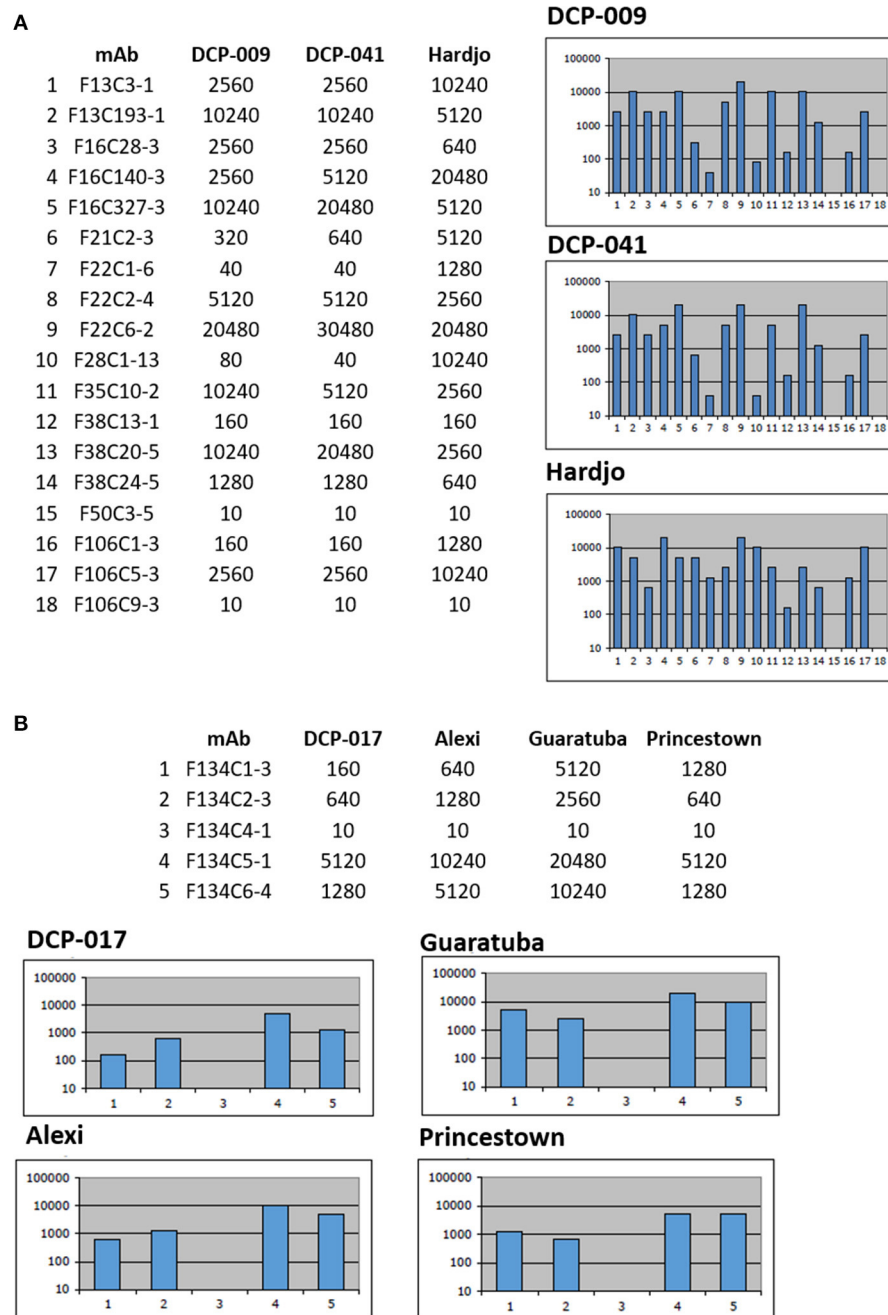 A
mAb DCP-009 DCP-041 Hardjo
1 F13C3-1 2560 2560 10240
2 F13C193-1 10240 10240 5120
3 F16C28-3 2560 2560 640
4 F16C140-3 2560 5120 20480
5 F16C327-3 10240 20480 5120
6 F21C2-3 320 640 5120
7 F22C1-6 40 40 1280
8 F22C2-4 5120 5120 2560
9 F22C6-2 20480 30480 20480
10 F28C1-13 80 40 10240
11 F35C10-2 10240 5120 2560
12 F38C13-1 160 160 160
13 F38C20-5 10240 20480 2560
14 F38C24-5 1280 1280 640
15 F50C3-5 10 10 10
16 F106C1-3 160 160 1280
17 F106C5-3 2560 2560 10240
18 F106C9-3 10 10 10
DCP-009
100000
10000
1000
100
10
1 2 3 4 5 6 7 8 9 10 11 12 13 14 15 16 17 18
DCP-041
100000
10000
1000
100
10
1 2 3 4 5 6 7 8 9 10 11 12 13 14 15 16 17 18
Hardjo
100000
10000
1000
100
10
1 2 3 4 5 6 7 8 9 10 11 12 13 14 15 16 17 18
B
mAb DCP-017 Alexi Guaratuba Princestown
1 F134C1-3 160 640 5120 1280
2 F134C2-3 640 1280 2560 640
3 F134C4-1 10 10 10 10
4 F134C5-1 5120 10240 20480 5120
5 F134C6-4 1280 5120 10240 1280
DCP-017
100000
10000
1000
100
10
1 2 3 4 5
Guaratuba
100000
10000
1000
100
10
1 2 3 4 5
Alexi
100000
10000
1000
100
10
1 2 3 4 5
Princestown
100000
10000
1000
100
10
1 2 3 4 5